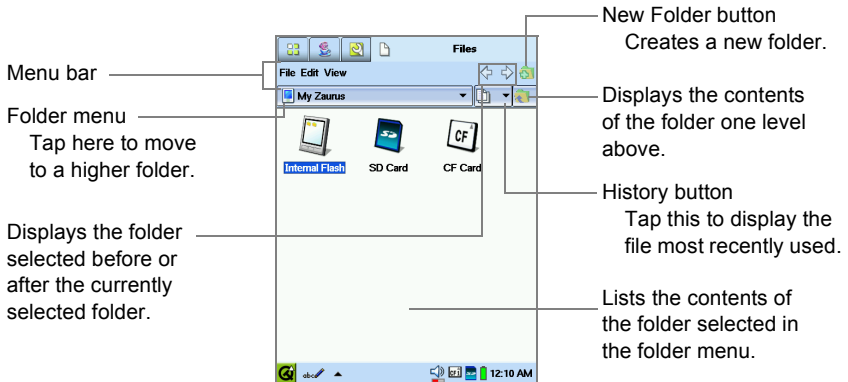 Menu bar
Folder menu
Tap here to move
to a higher folder.
Displays the folder
selected before or
after the currently
selected folder.
Files
File Edit View
My Zaurus
CF
Internal Flash
SD Card
CF Card
abc
12:10 AM
New Folder button
Creates a new folder.
Displays the contents
of the folder one level
above.
History button
Tap this to display the
file most recently used.
Lists the contents of
the folder selected in
the folder menu.